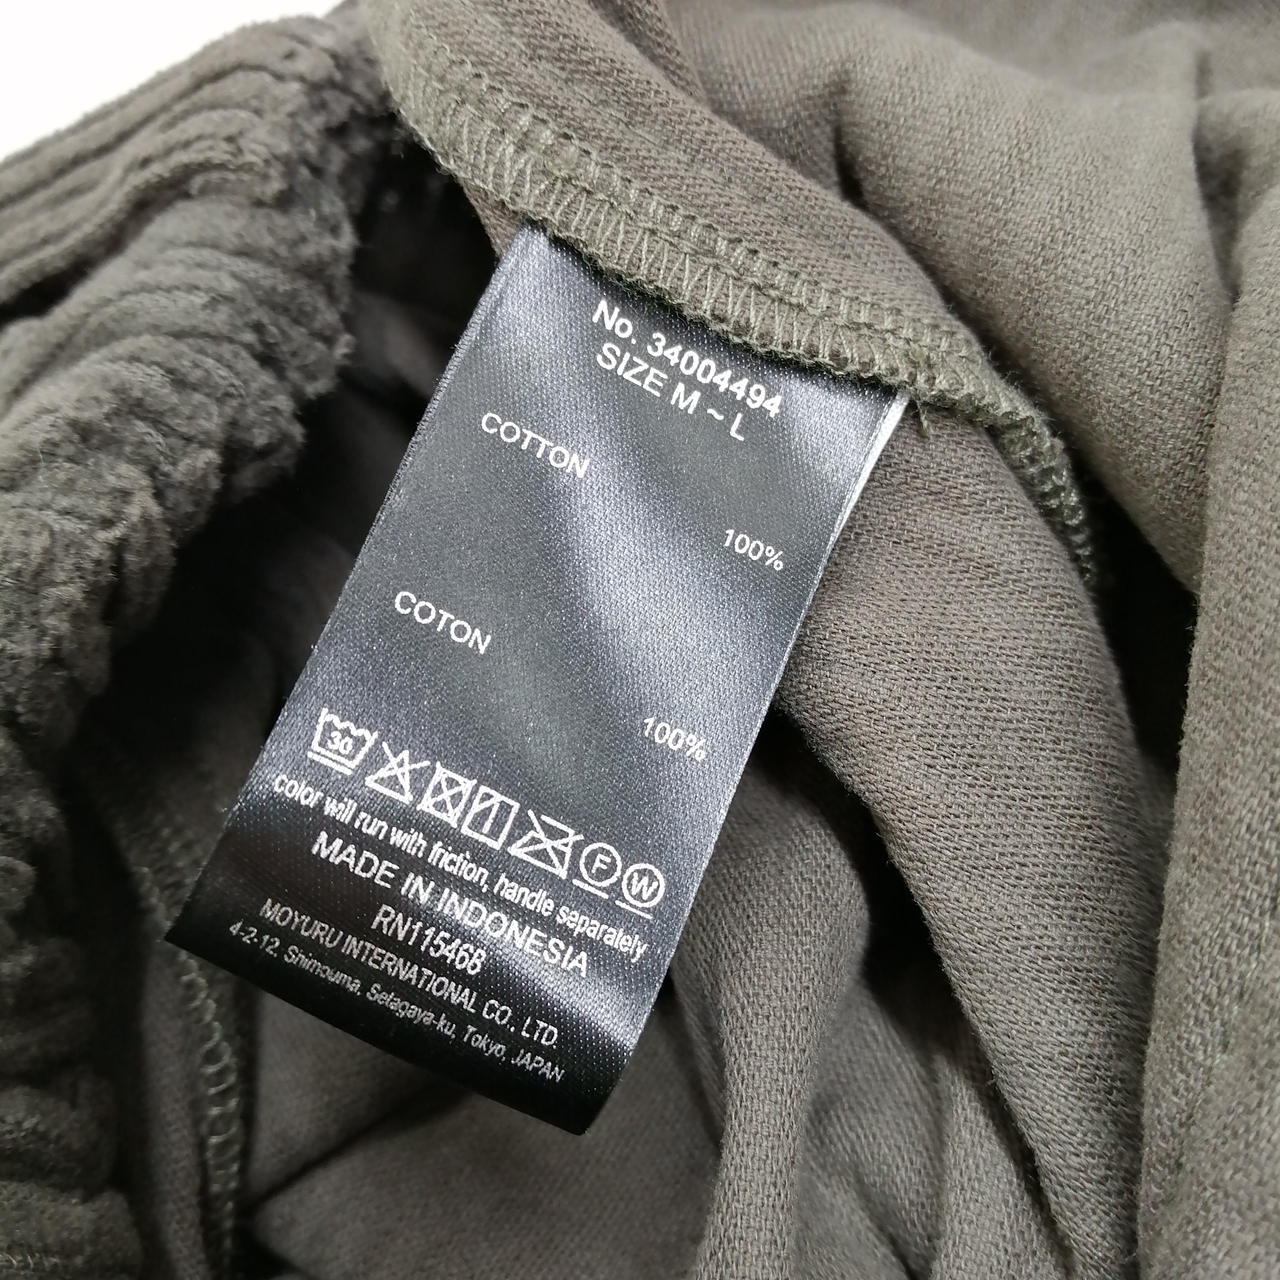 No. 34004494
SIZE M ~ L
COTTON
100%
COTON
100%
30
F W
color will run with friction, handle separately
MADE IN INDONESIA
RN115468
MOYURU INTERNATIONAL CO., LTD.
4-2-12, Shimouma, Setagaya-ku, Tokyo, JAPAN